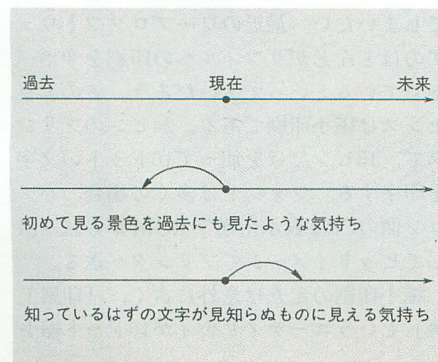 過去 現在 未来
初めて見る景色を過去にも見たような気持ち
知っているはずの文字が見知らぬものに見える気持ち